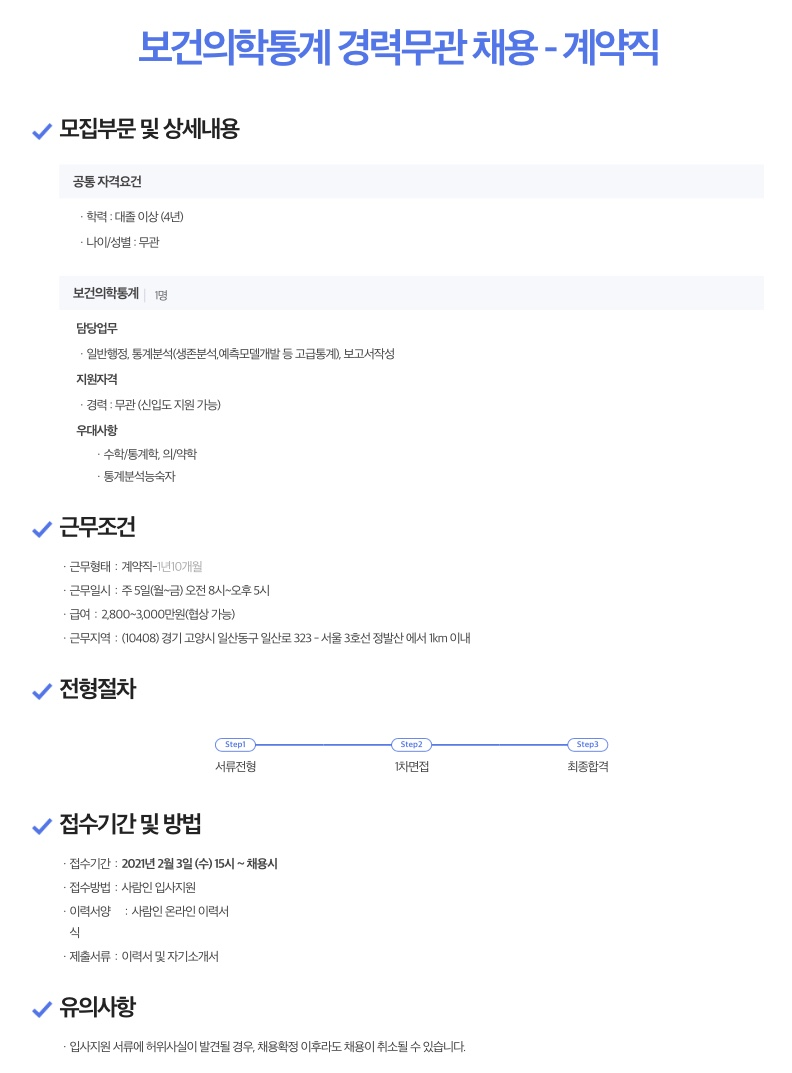 보건의학통계 경력무관 채용 - 계약직
모집부문 및 상세내용
공통 자격요건
· 학력 : 대졸 이상 (4년)
· 나이/성별 : 무관
보건의학통계 | 1명
담당업무
· 일반행정, 통계분석(생존분석,예측모델개발 등 고급통계), 보고서작성
지원자격
· 경력 : 무관 (신입도 지원 가능)
우대사항
· 수학/통계학, 의/약학
· 통계분석능숙자
근무조건
· 근무형태 : 계약직-1년10개월
· 근무일시 : 주 5일(월~금) 오전 8시~오후 5시
· 급여 : 2,800~3,000만원(협상 가능)
· 근무지역 : (10408) 경기 고양시 일산동구 일산로 323 - 서울 3호선 정발산 에서 1km 이내
전형절차
Step1 Step2 Step3
서류전형 1차면접 최종합격
접수기간 및 방법
· 접수기간 : 2021년 2월 3일 (수) 15시 ~ 채용시
· 접수방법 : 사람인 입사지원
· 이력서양 : 사람인 온라인 이력서
식
· 제출서류 : 이력서 및 자기소개서
유의사항
· 입사지원 서류에 허위사실이 발견될 경우, 채용확정 이후라도 채용이 취소될 수 있습니다.